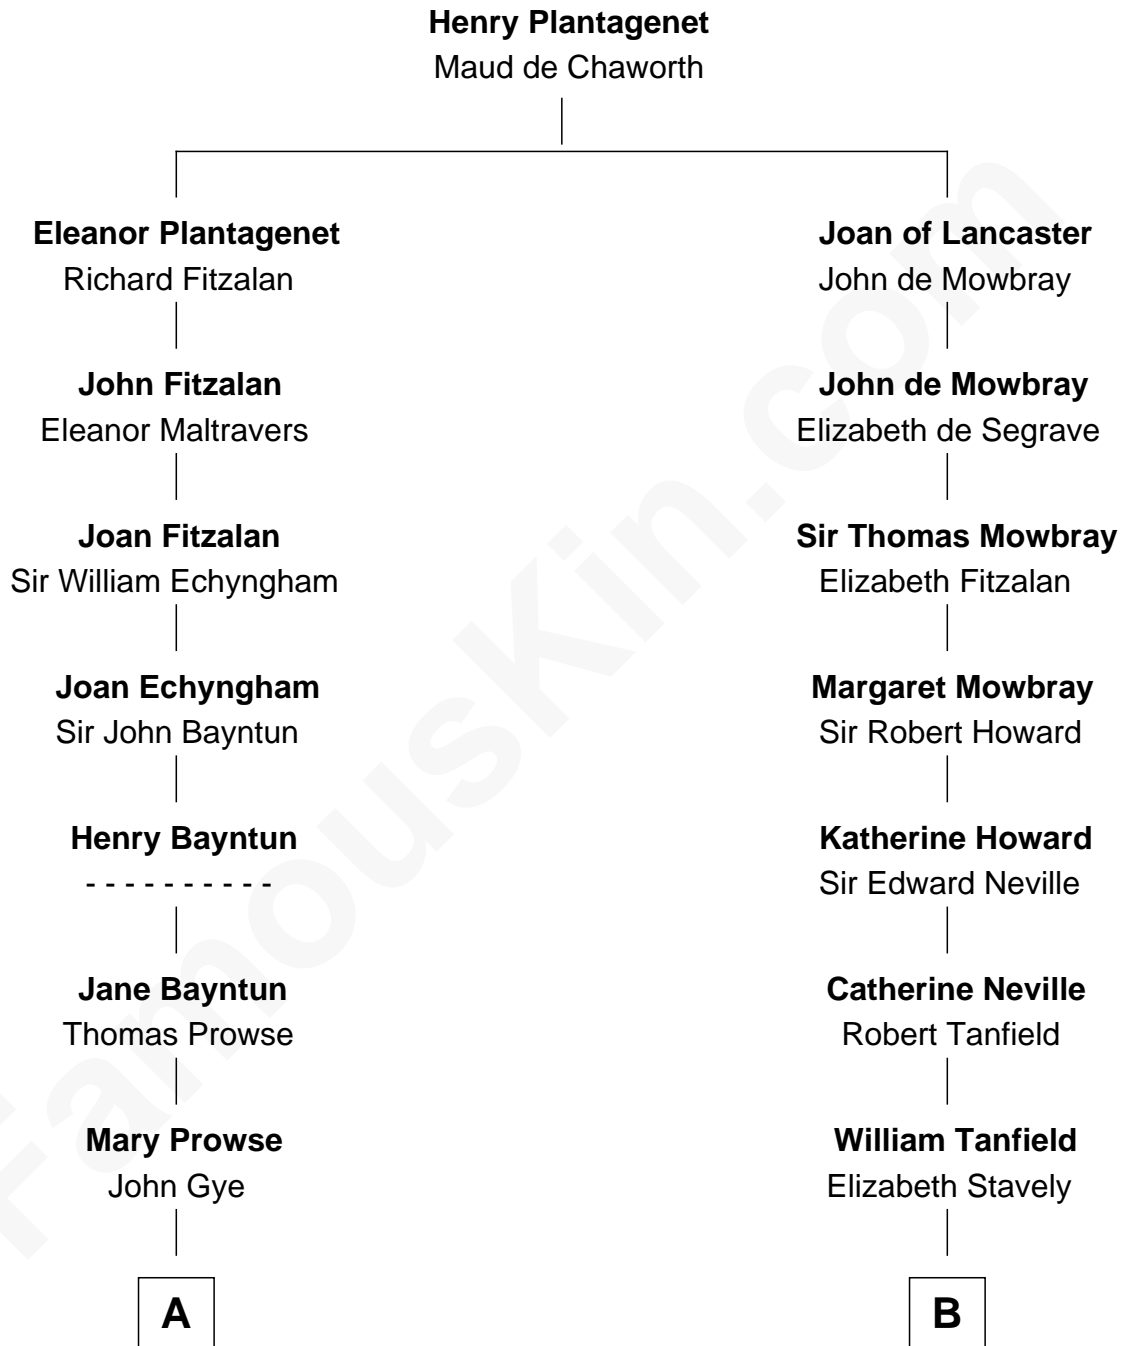 Henry Plantagenet
Maud de Chaworth
Eleanor Plantagenet
Richard Fitzalan
John Fitzalan
Eleanor Maltravers
Joan Fitzalan
Sir William Echyngham
Joan Echyngham
Sir John Bayntun
Henry Bayntun
- - - - - - - - - -
Jane Bayntun
Thomas Prowse
Mary Prowse
John Gye
A
Joan of Lancaster
John de Mowbray
John de Mowbray
Elizabeth de Segrave
Sir Thomas Mowbray
Elizabeth Fitzalan
Margaret Mowbray
Sir Robert Howard
Katherine Howard
Sir Edward Neville
Catherine Neville
Robert Tanfield
William Tanfield
Elizabeth Stavely
B
FamousKin.com